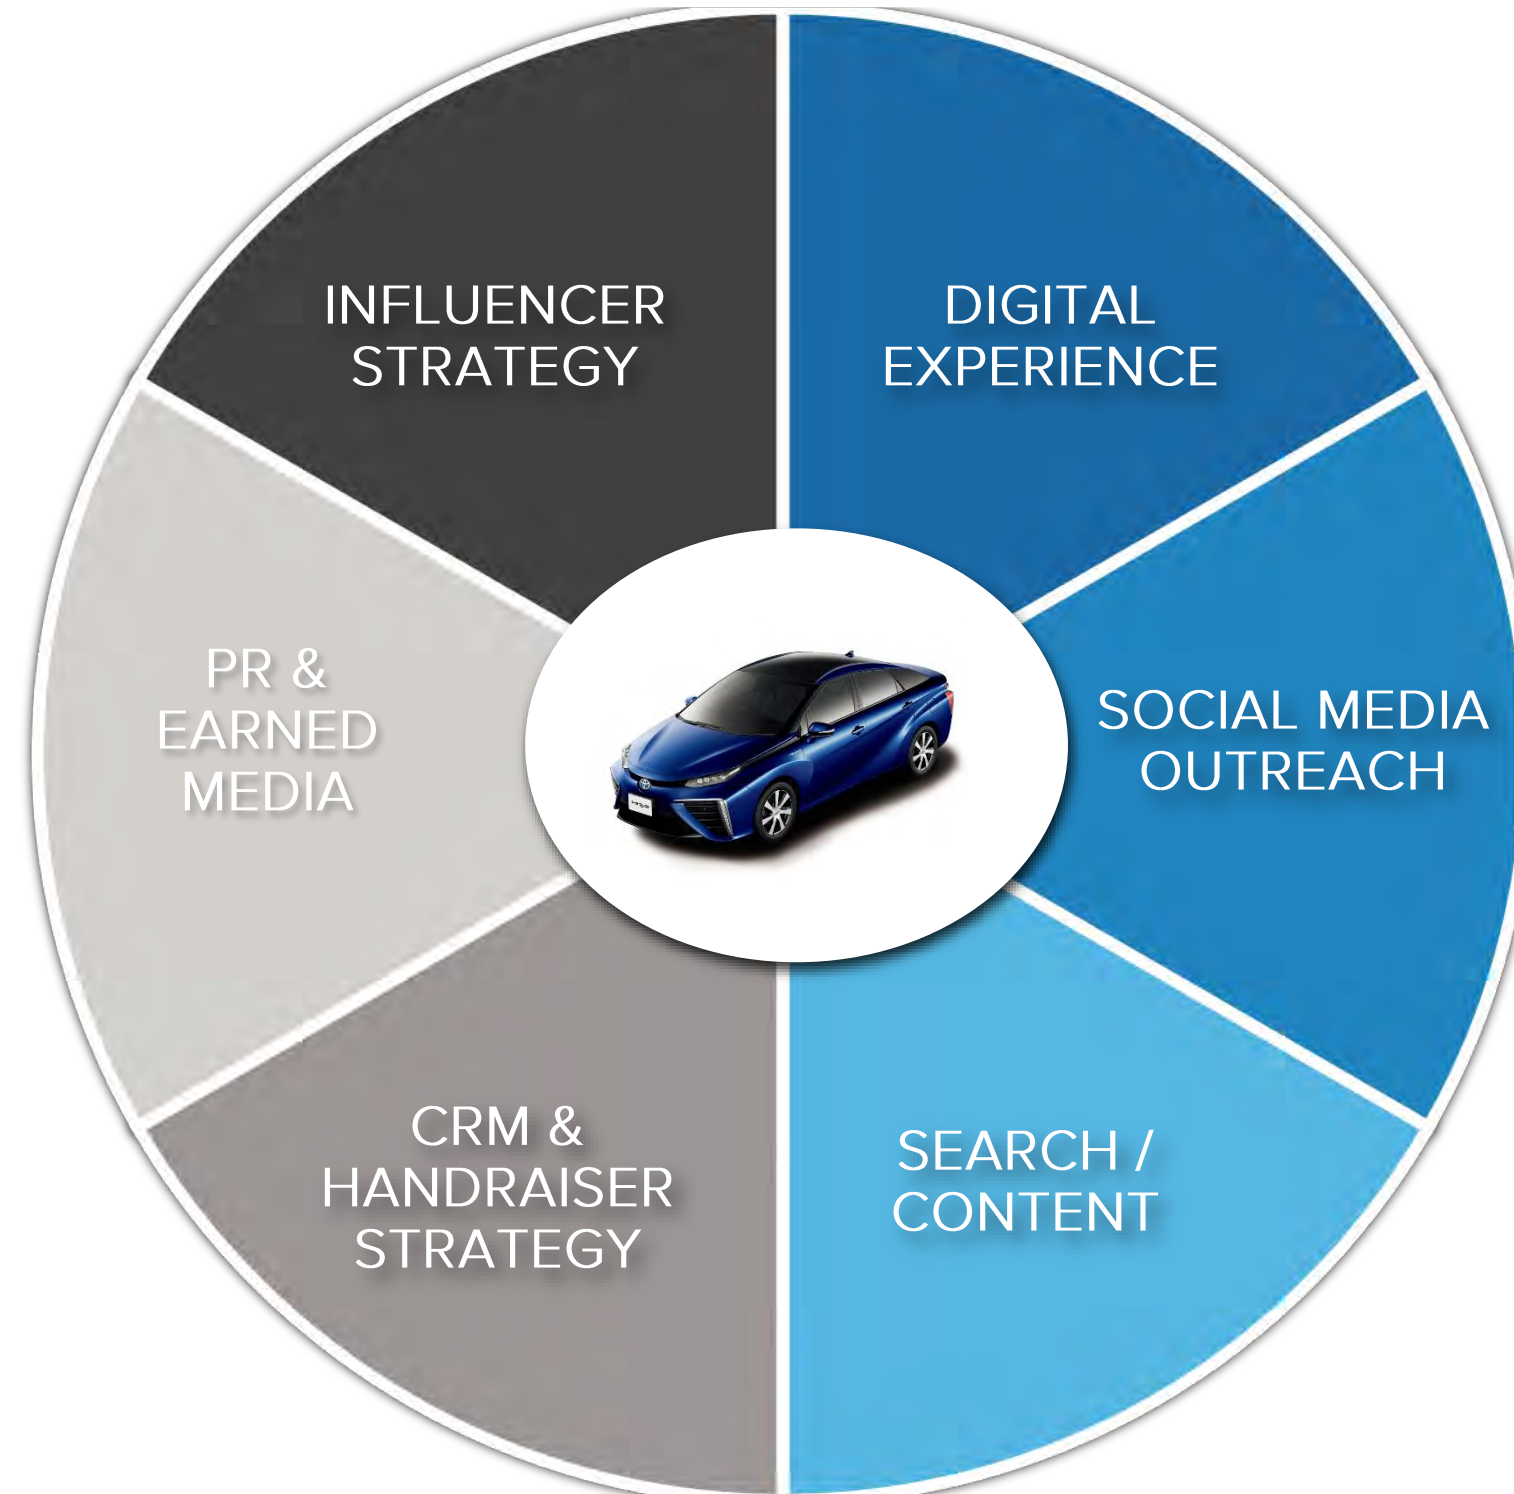 INFLUENCER
STRATEGY
DIGITAL
EXPERIENCE
PR &
EARNED
MEDIA
SOCIAL MEDIA
OUTREACH
CRM &
HANDRAISER
STRATEGY
SEARCH /
CONTENT